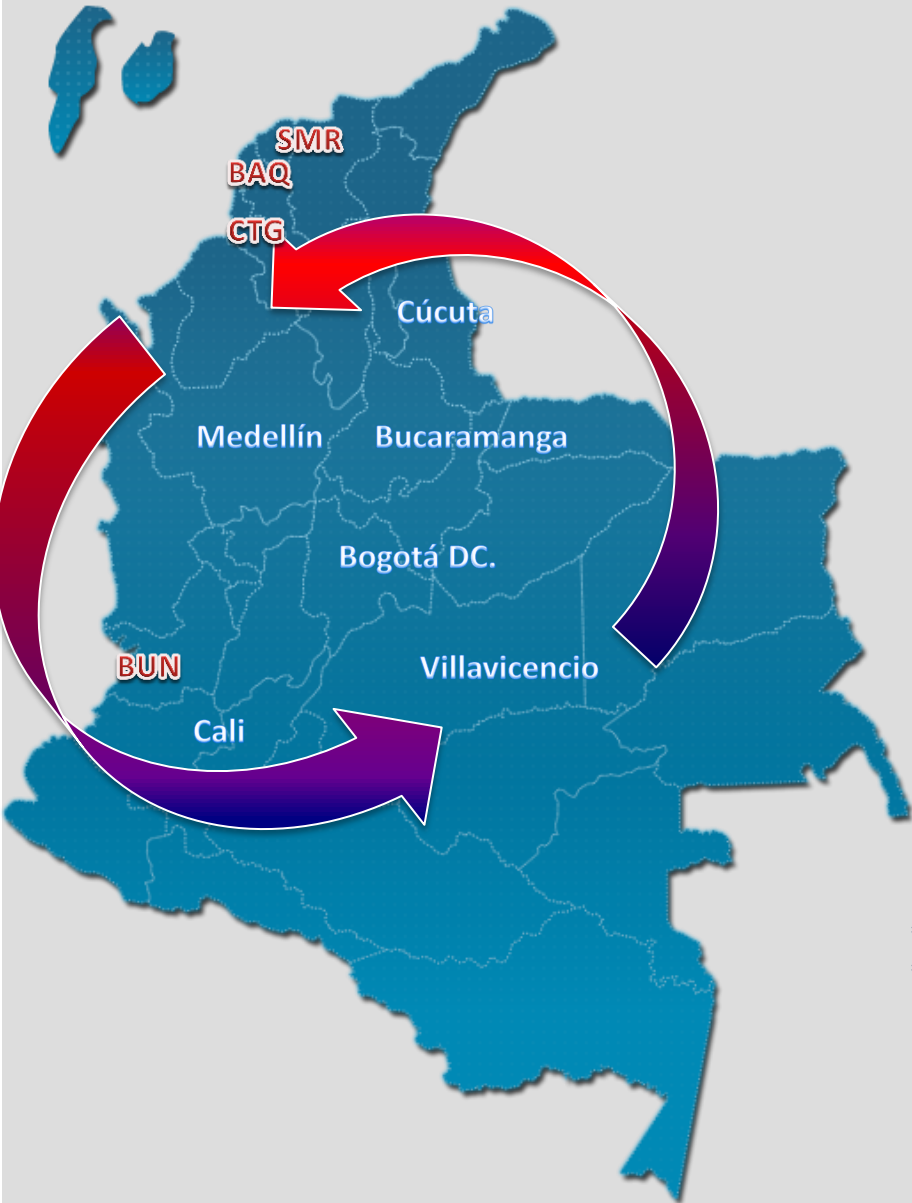 SMR
BAQ
CTG
Cúcuta
Medellín
Bucaramanga
Bogotá DC.
BUN
Villavicencio
Cali